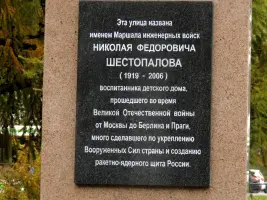 Эта улица названа
именем Маршала инженерных войск
НИКОЛАЯ ФЕДОРОВИЧА
ШЕСТОПАЛОВА
( 1919 - 2006 )
воспитанника детского дома,
прошедшего во время
Великой Отечественной войны
от Москвы до Берлина и Праги,
много сделавшего по укреплению
Вооруженных Сил страны и созданию
ракетно-ядерного щита России.